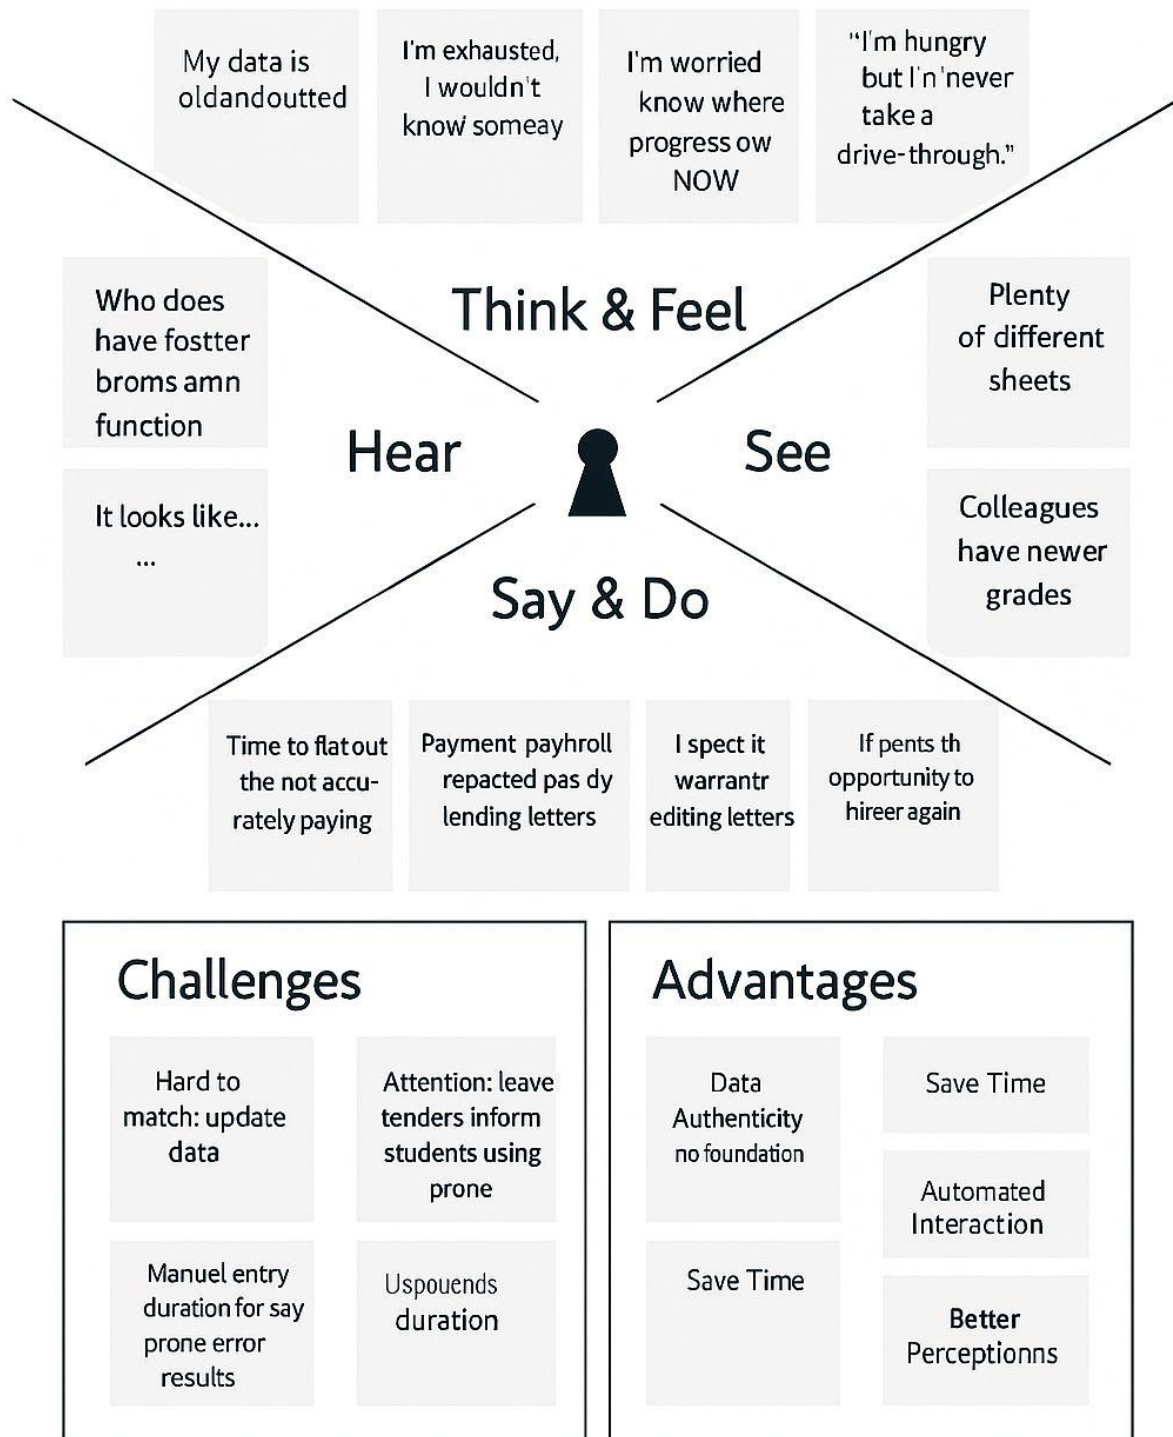 My data is
oldandoutted
I'm exhausted,
I wouldn't
know someay
I'm worried
know where
progress ow
NOW
“I'm hungry
but I'n'never
take a
drive-through.”
Think & Feel
Who does
have fostter
broms amn
function
It looks like...
...
Hear
See
Plenty
of different
sheets
Colleagues
have newer
grades
Say & Do
Time to flat out
the not accu-
rately paying
Payment payhroll
repacted pas dy
lending letters
I spect it
warrantr
editing letters
If pents th
opportunity to
hireer again
Challenges
Hard to
match: update
data
Attention: leave
tenders inform
students using
prone
Manuel entry
duration for say
prone error
results
Uspouends
duration
Advantages
Data
Authenticity
no foundation
Save Time
Save Time
Automated
Interaction
Better
Perceptionns